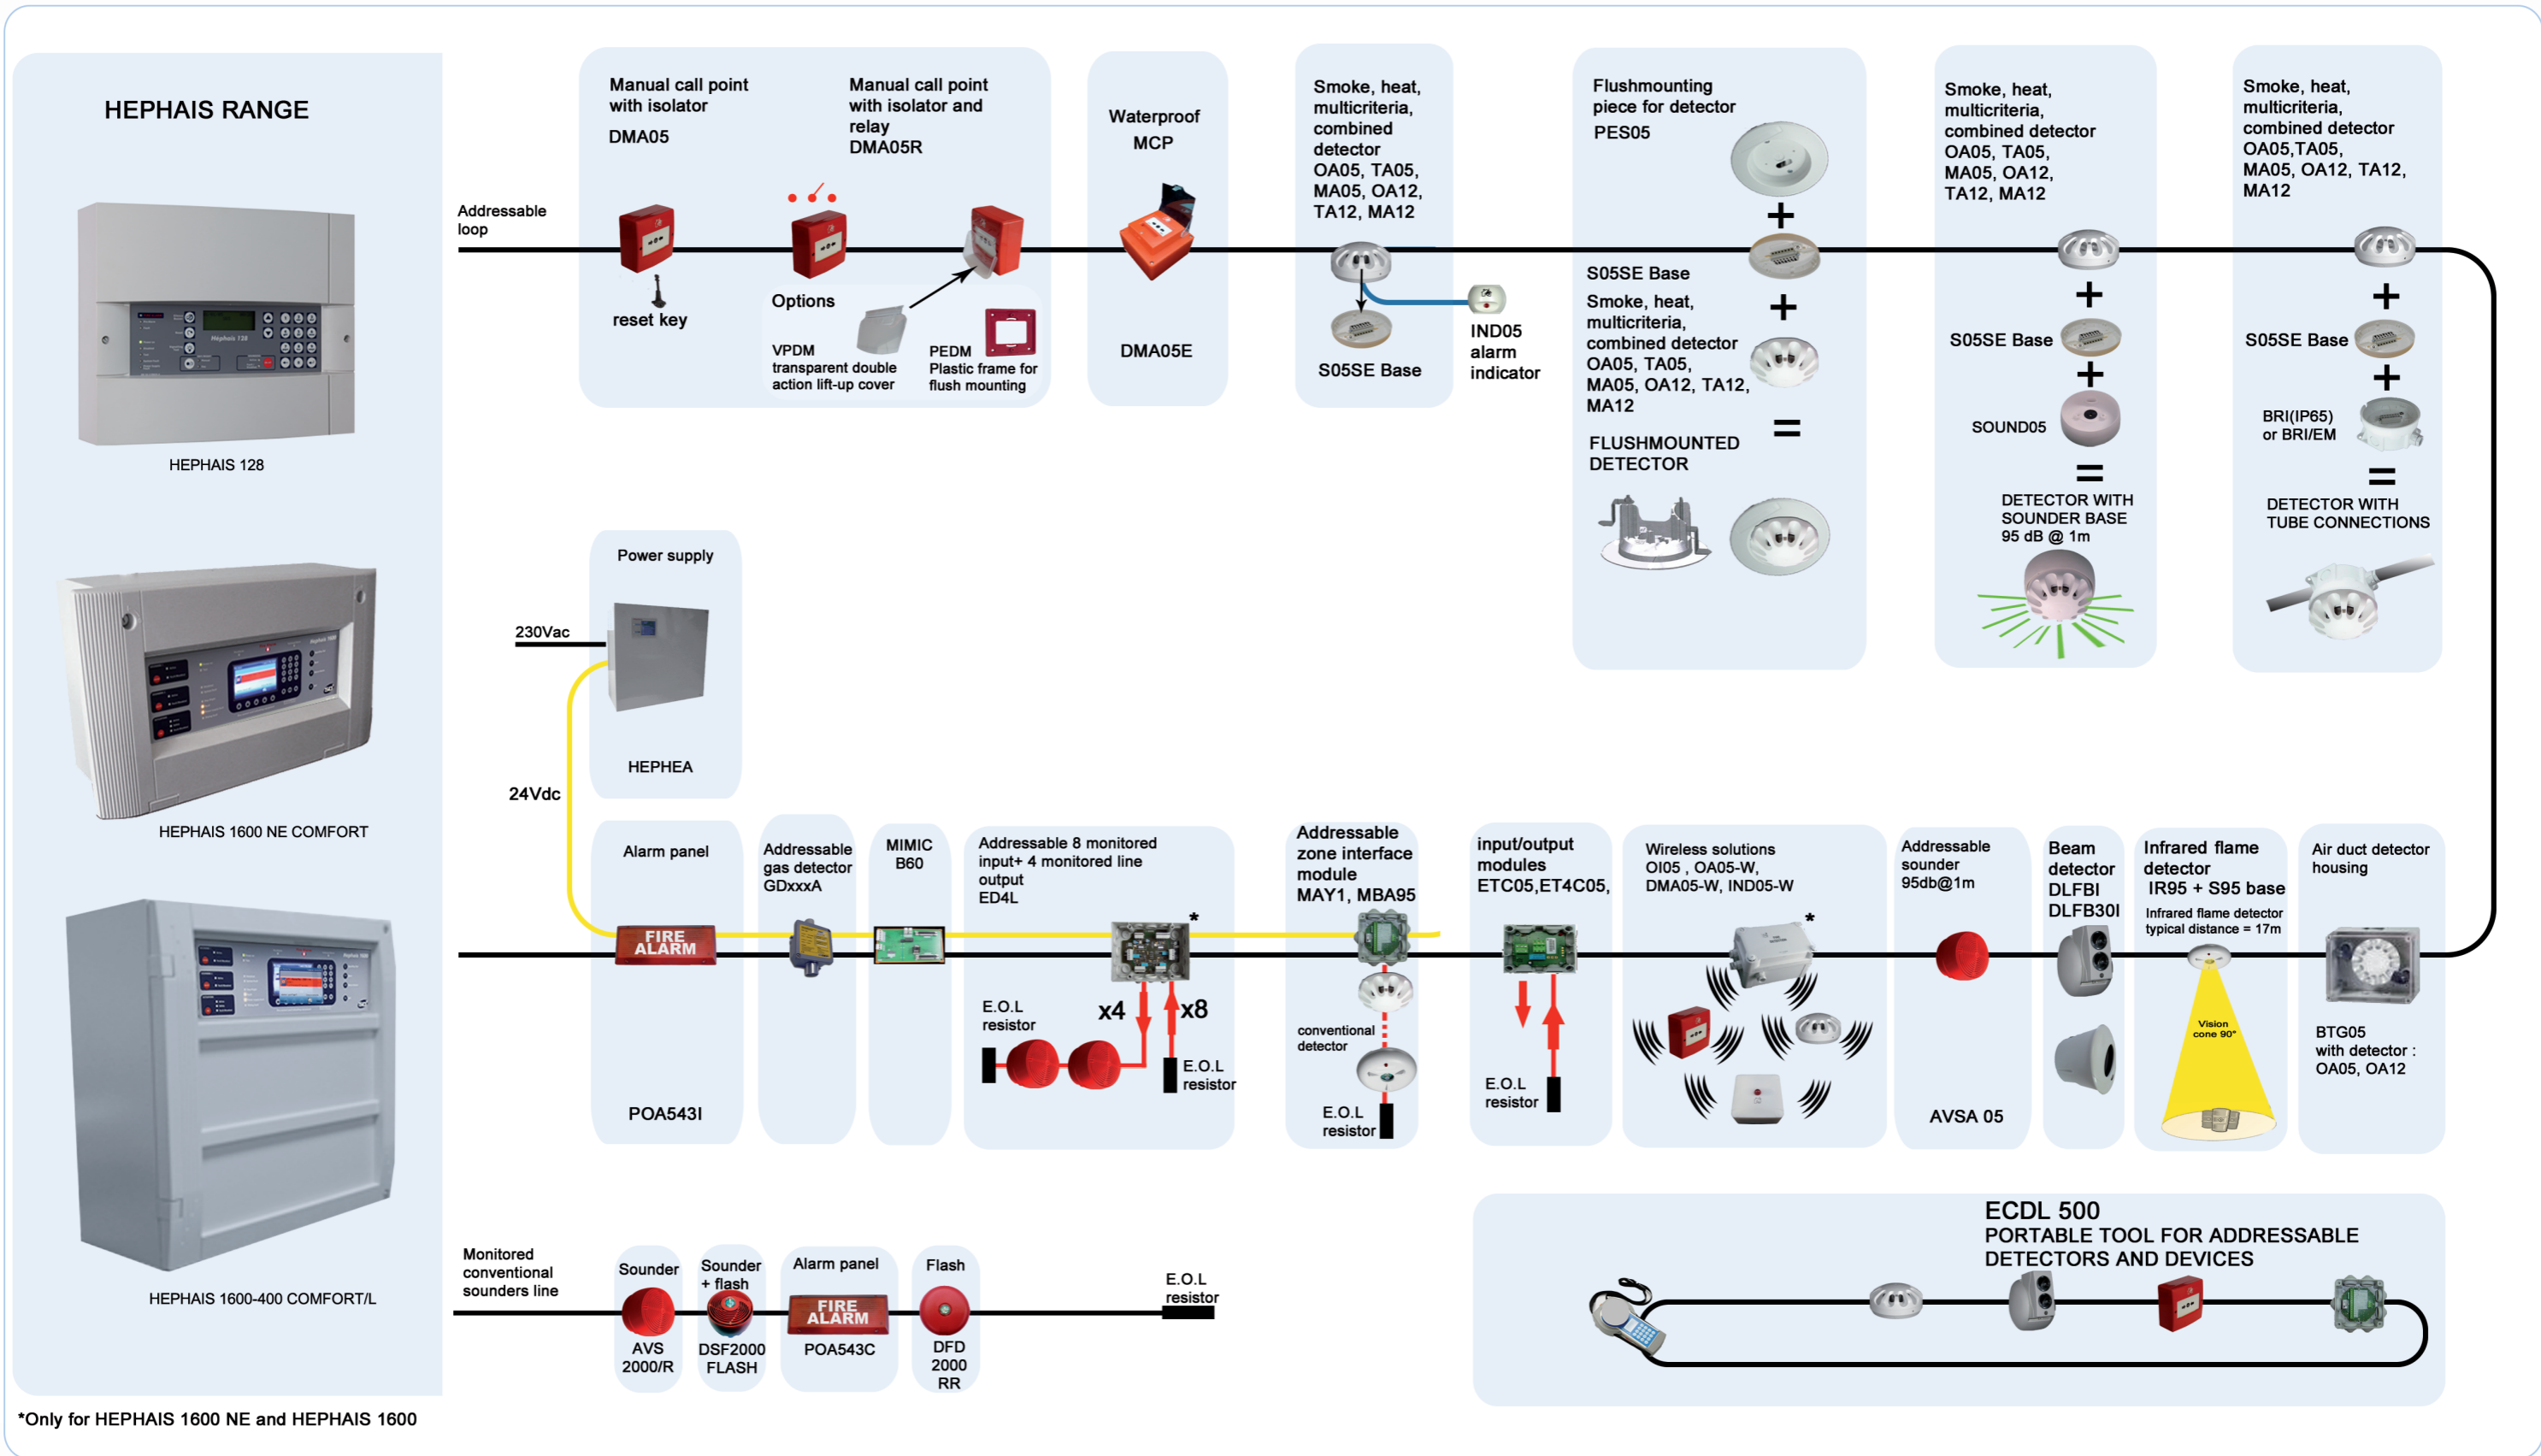 HEPHAIS RANGE
HEPHAIS 128
HEPHAIS 1600 NE COMFORT
HEPHAIS 1600-400 COMFORT/L
*Only for HEPHAIS 1600 NE and HEPHAIS 1600
Addressable
loop
Manual call point
with isolator
DMA05
reset key
Manual call point
with isolator and
relay
DMA05R
Options
VPDM
transparent double
action lift-up cover
PEDM
Plastic frame for
flush mounting
Waterproof
MCP
DMA05E
Smoke, heat,
multicriteria,
combined
detector
OA05, TA05,
MA05, OA12,
TA12, MA12
S05SE Base
IND05
alarm
indicator
Flushmounting
piece for detector
PES05
+
S05SE Base
+
Smoke, heat,
multicriteria,
combined detector
OA05, TA05,
MA05, OA12, TA12,
MA12
=
FLUSHMOUNTED
DETECTOR
Smoke, heat,
multicriteria,
combined detector
OA05, TA05,
MA05, OA12,
TA12, MA12
+
S05SE Base
+
SOUND05
=
DETECTOR WITH
SOUNDER BASE
95 dB @ 1m
Smoke, heat,
multicriteria,
combined detector
OA05,TA05,
MA05, OA12, TA12,
MA12
+
S05SE Base
+
BRI(IP65)
or BRI/EM
=
DETECTOR WITH
TUBE CONNECTIONS
Power supply
230Vac
HEPHEA
24Vdc
Alarm panel
FIRE
ALARM
POA543I
Addressable
gas detector
GDxxxA
MIMIC
B60
Addressable 8 monitored
input+ 4 monitored line
output
ED4L
*
x4
x8
E.O.L
resistor
E.O.L
resistor
Addressable
zone interface
module
MAY1, MBA95
conventional
detector
E.O.L
resistor
input/output
modules
ETC05,ET4C05,
E.O.L
resistor
Wireless solutions
OI05 , OA05-W,
DMA05-W, IND05-W
*
Addressable
sounder
95db@1m
AVSA 05
Beam
detector
DLFBI
DLFB30I
Infrared flame
detector
IR95 + S95 base
Infrared flame detector
typical distance = 17m
Vision
cone 90°
Air duct detector
housing
BTG05
with detector :
OA05, OA12
Monitored
conventional
sounders line
Sounder
AVS
2000/R
Sounder
+ flash
DSF2000
FLASH
Alarm panel
FIRE
ALARM
POA543C
Flash
DFD
2000
RR
E.O.L
resistor
ECDL 500
PORTABLE TOOL FOR ADDRESSABLE
DETECTORS AND DEVICES
Hephais 128
Hephais 1600